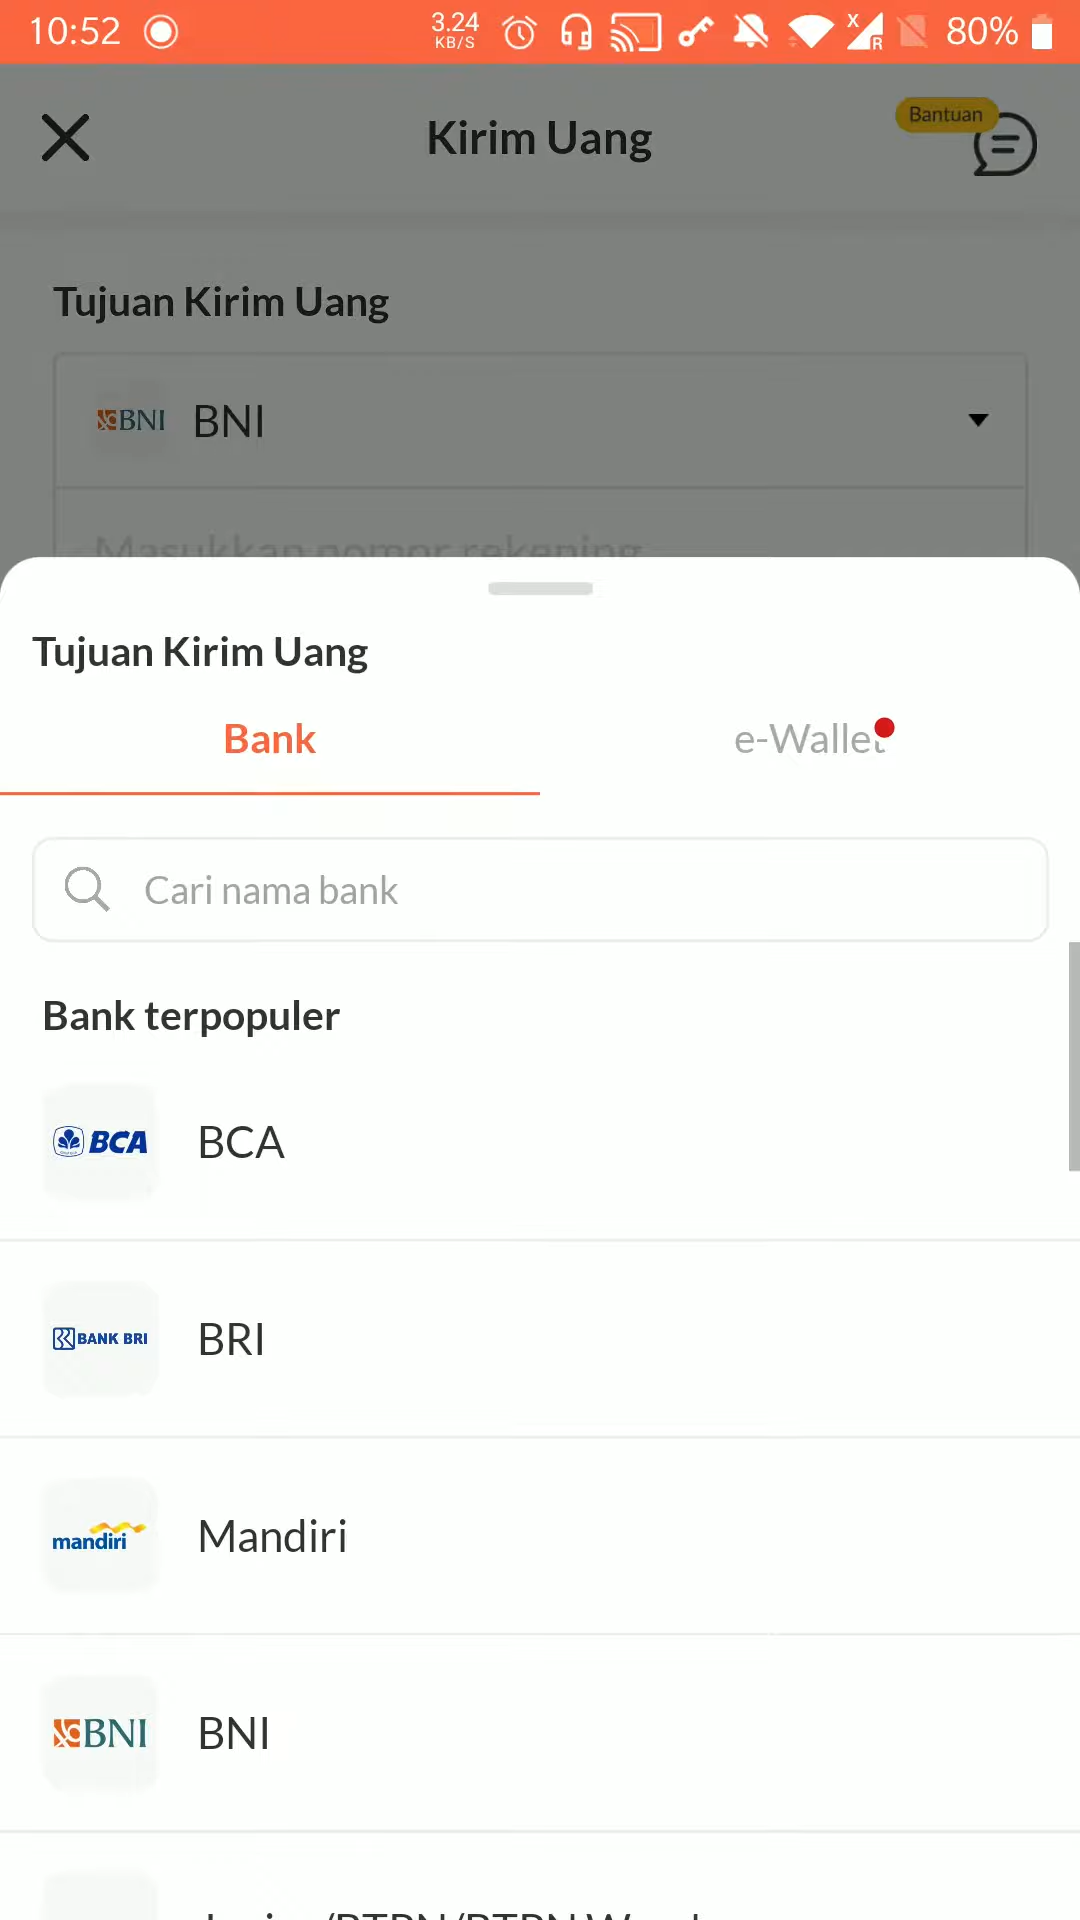 10:52 3.24 KB/S X R 80%
Kirim Uang
Bantuan
Tujuan Kirim Uang
BNI BNI
Masukkan nomor rekening
Tujuan Kirim Uang
Bank e-Wallet
Cari nama bank
Bank terpopuler
BCA BCA
BANK BRI BRI
mandiri Mandiri
BNI BNI